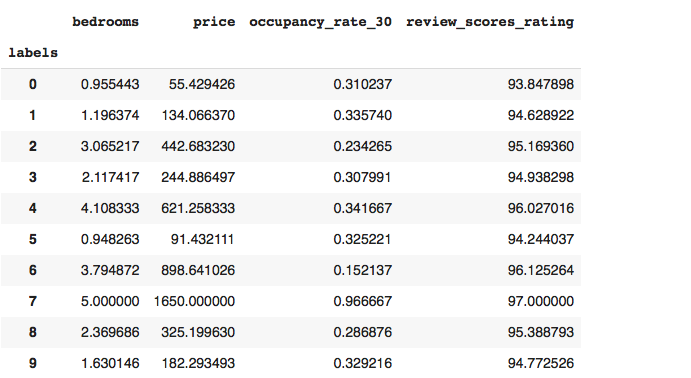 bedrooms price occupancy_rate_30 review_scores_rating
labels
0 0.955443 55.429426 0.310237 93.847898
1 1.196374 134.066370 0.335740 94.628922
2 3.065217 442.683230 0.234265 95.169360
3 2.117417 244.886497 0.307991 94.938298
4 4.108333 621.258333 0.341667 96.027016
5 0.948263 91.432111 0.325221 94.244037
6 3.794872 898.641026 0.152137 96.125264
7 5.000000 1650.000000 0.966667 97.000000
8 2.369686 325.199630 0.286876 95.388793
9 1.630146 182.293493 0.329216 94.772526